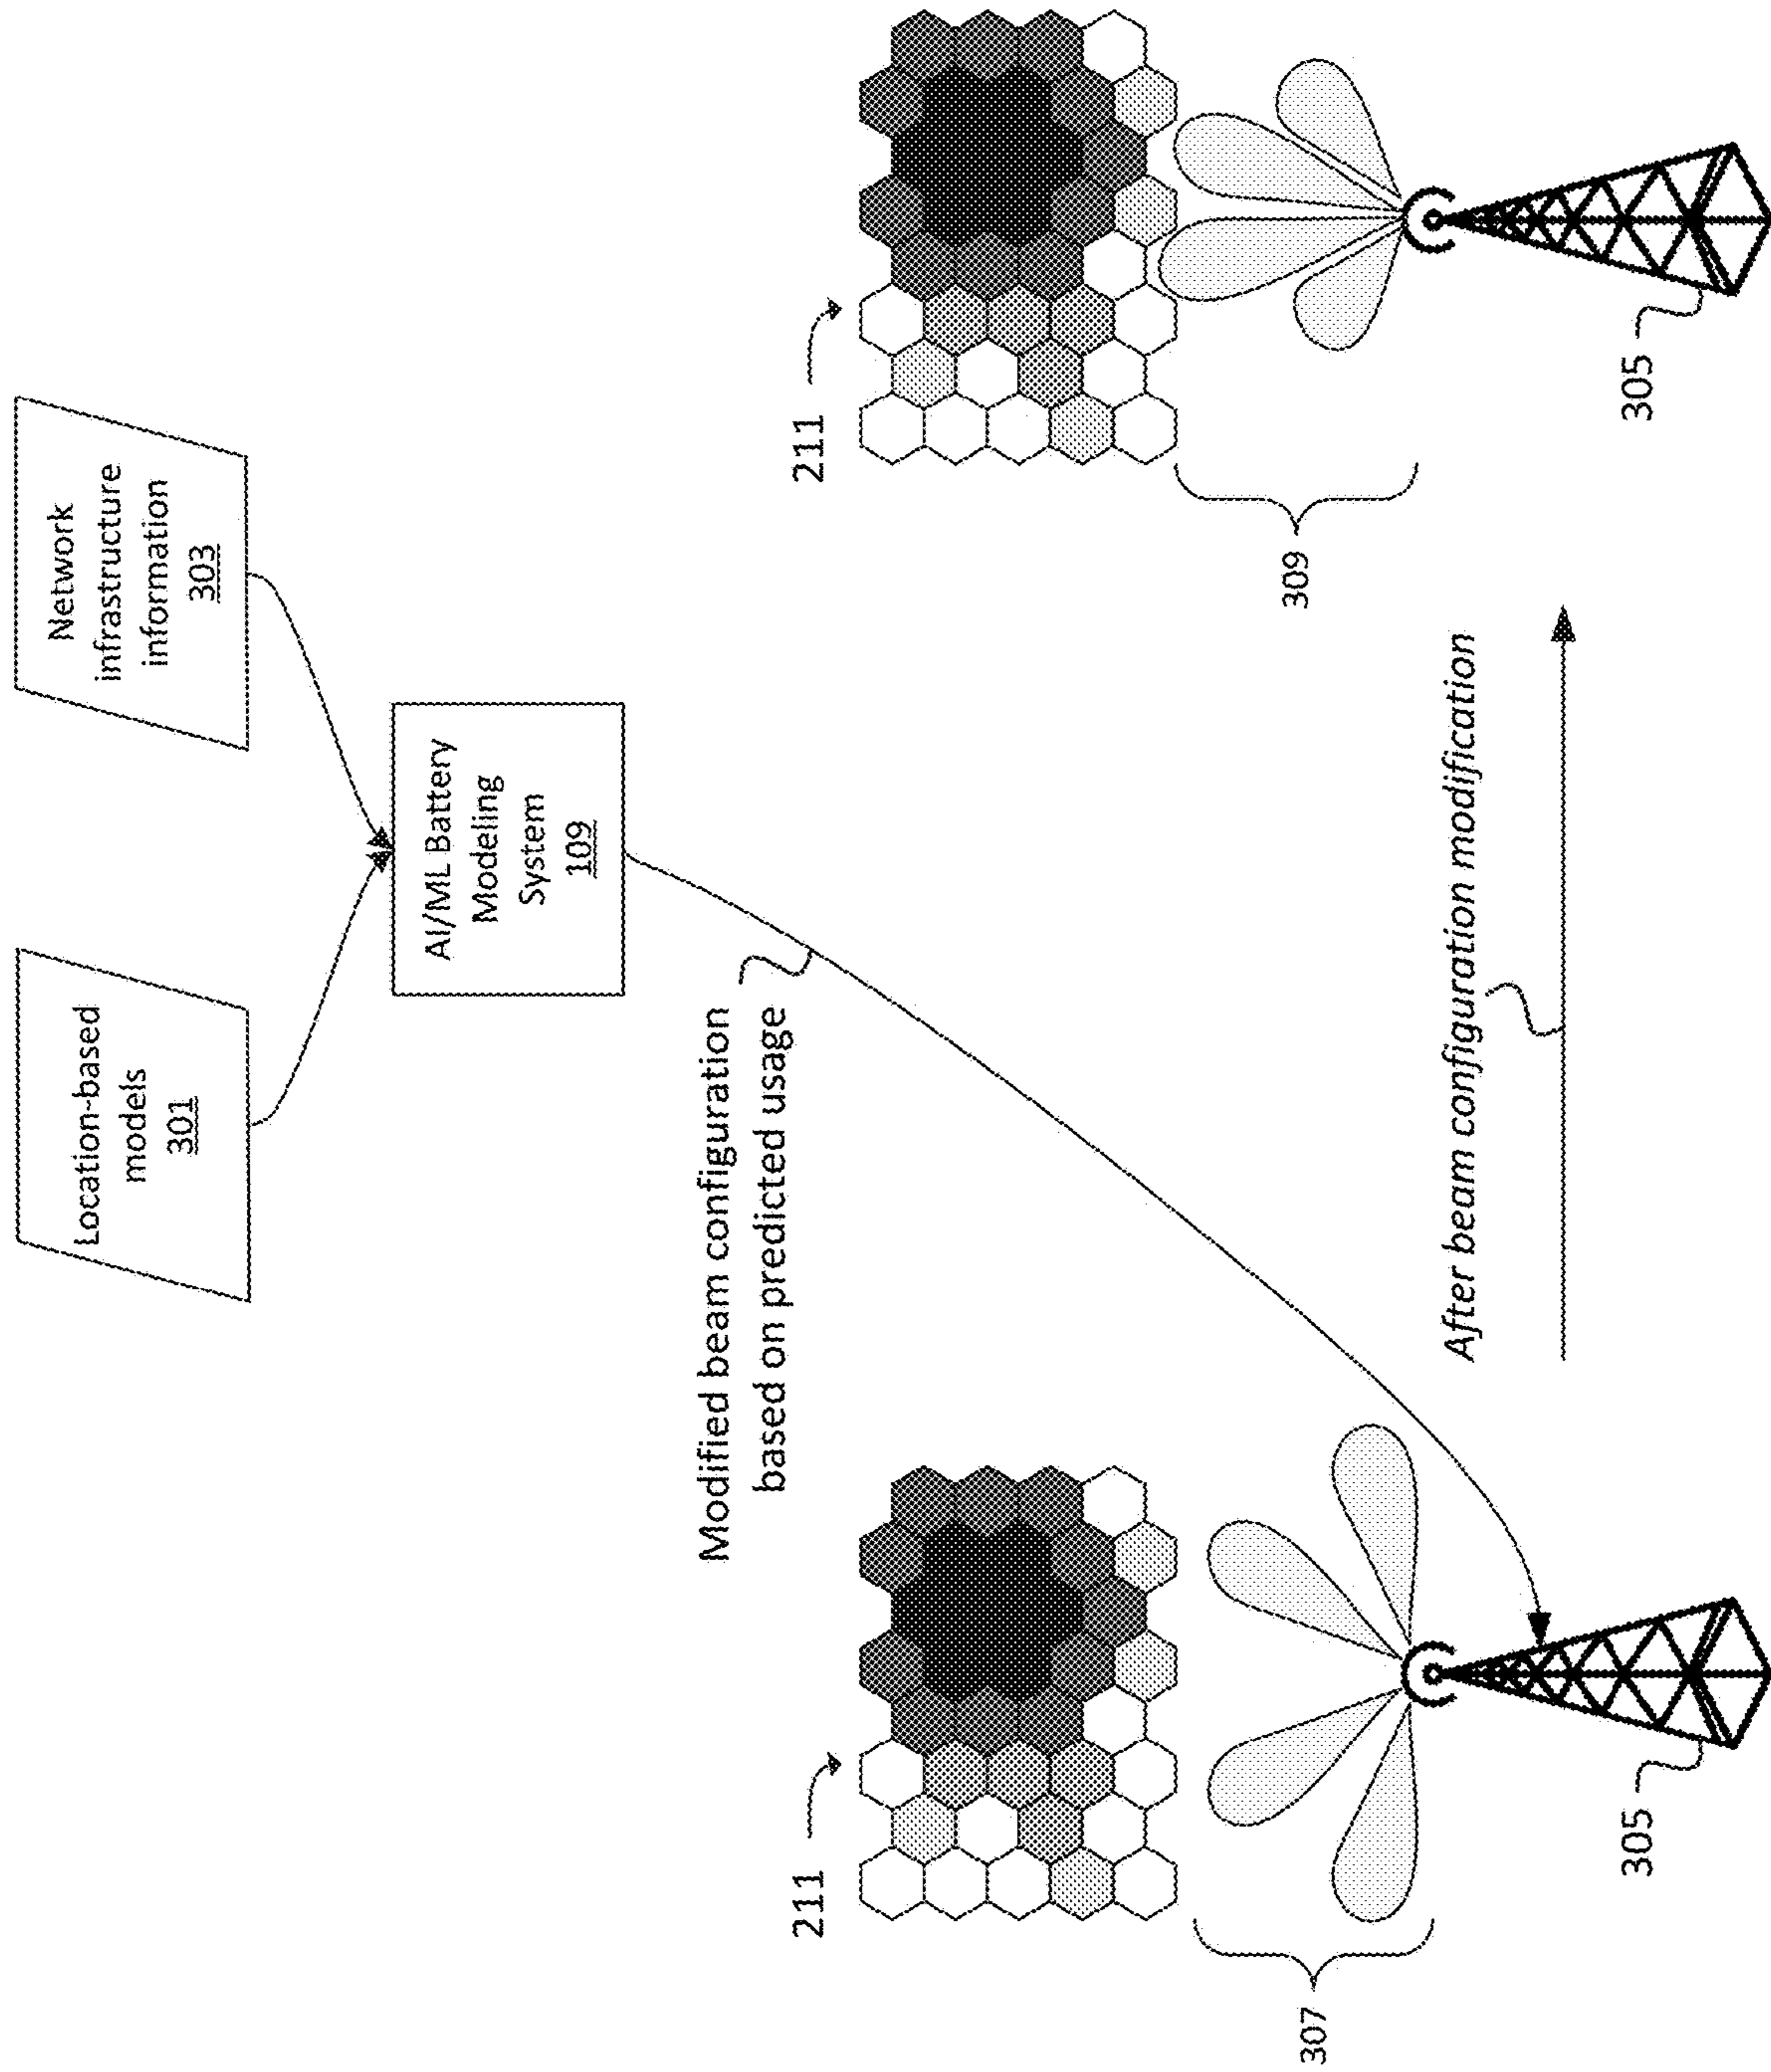 Location-based
models
301
Network
infrastructure
information
303
AI/ML Battery
Modeling
System
109
Modified beam configuration
based on predicted usage
211
211
307
309
After beam configuration modification
305
305